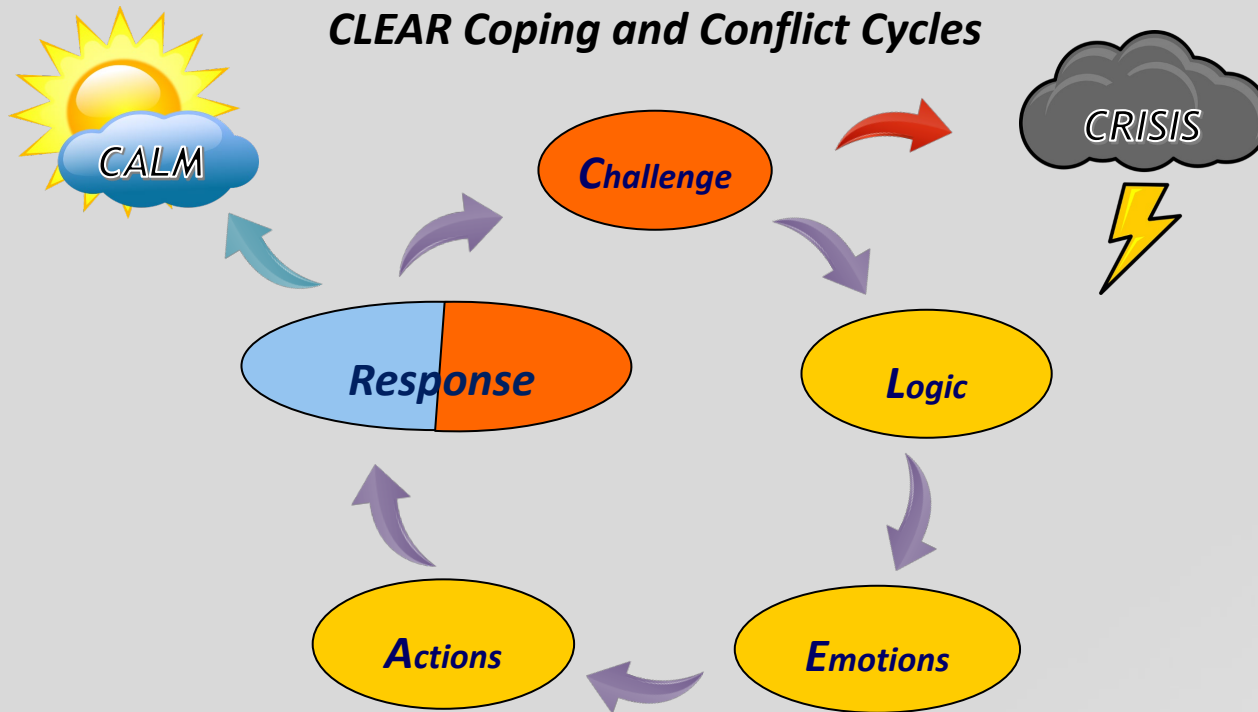 CLEAR Coping and Conflict Cycles
CALM
CRISIS
Challenge
Response
Logic
Actions
Emotions